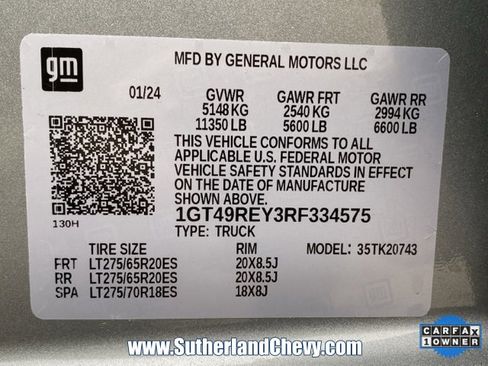 gm
MFD BY GENERAL MOTORS LLC
01/24 GVWR GAWR FRT GAWR RR
5148 KG 2540 KG 2994 KG
11350 LB 5600 LB 6600 LB
THIS VEHICLE CONFORMS TO ALL
APPLICABLE U.S. FEDERAL MOTOR
VEHICLE SAFETY STANDARDS IN EFFECT
ON THE DATE OF MANUFACTURE
SHOWN ABOVE.
1GT49REY3RF334575
130H
TYPE: TRUCK MODEL: 35TK20743
TIRE SIZE RIM
FRT LT275/65R20ES 20X8.5J
RR LT275/65R20ES 20X8.5J
SPA LT275/70R18ES 18X8J
www.SutherlandChevy.com
CARFAX
1 OWNER